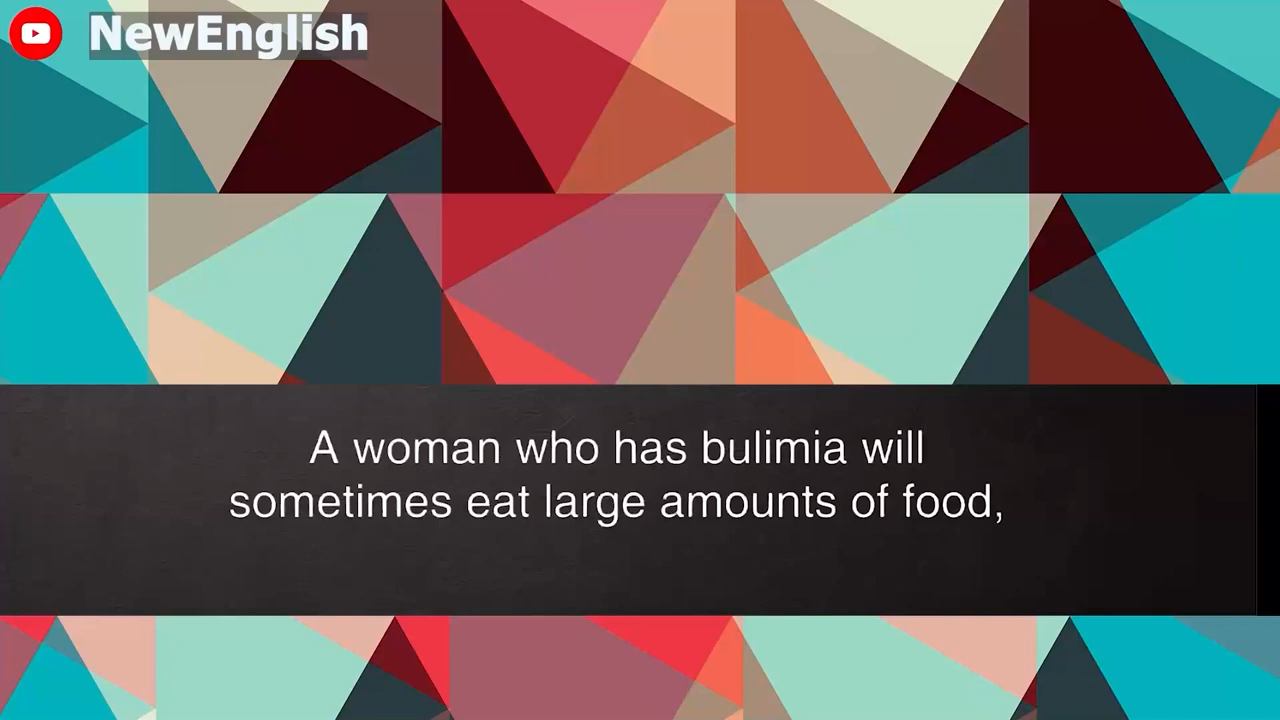 NewEnglish
A woman who has bulimia will
sometimes eat large amounts of food,